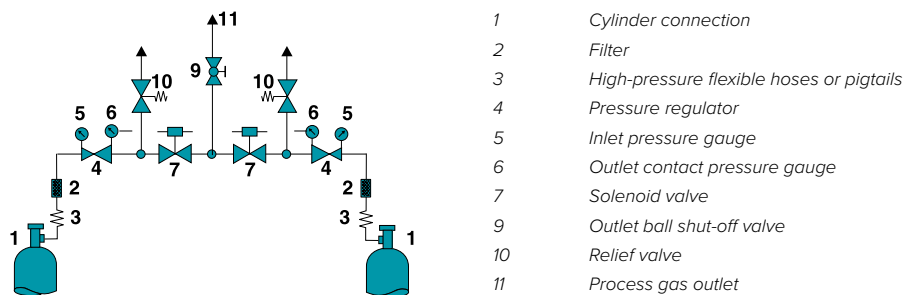 11
9
10
10
5
6
6
5
4
7
7
4
2
2
3
3
1
1
1 Cylinder connection
2 Filter
3 High-pressure flexible hoses or pigtails
4 Pressure regulator
5 Inlet pressure gauge
6 Outlet contact pressure gauge
7 Solenoid valve
9 Outlet ball shut-off valve
10 Relief valve
11 Process gas outlet